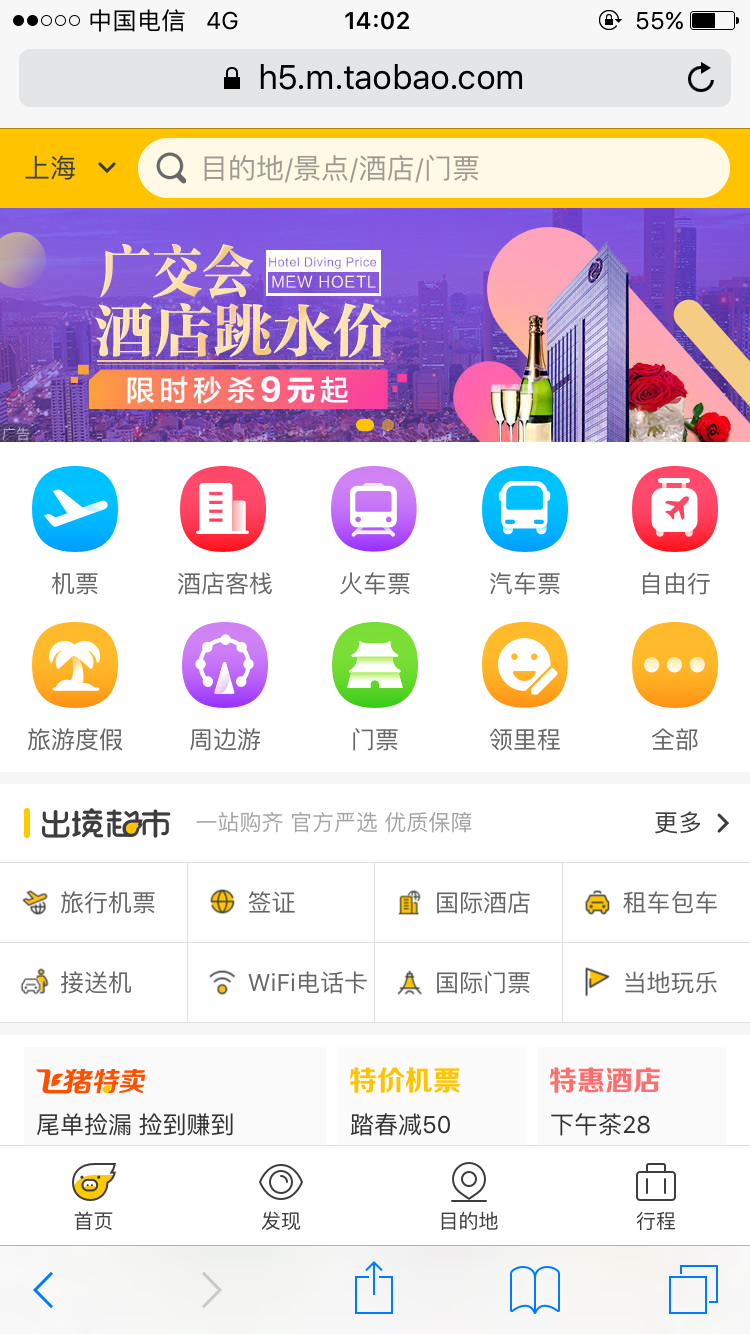 中国电信 4G 14:02 55%
h5.m.taobao.com
上海 目的地/景点/酒店/门票
广交会 Hotel Diving Price
MEW HOETL
酒店跳水价
限时秒杀9元起
广告
机票 酒店客栈 火车票 汽车票 自由行
旅游度假 周边游 门票 领里程 全部
出境超市 一站购齐 官方严选 优质保障 更多
旅行机票 签证 国际酒店 租车包车
接送机 WiFi电话卡 国际门票 当地玩乐
飞猪特卖 特价机票 特惠酒店
尾单捡漏 捡到赚到 踏春减50 下午茶28
首页 发现 目的地 行程